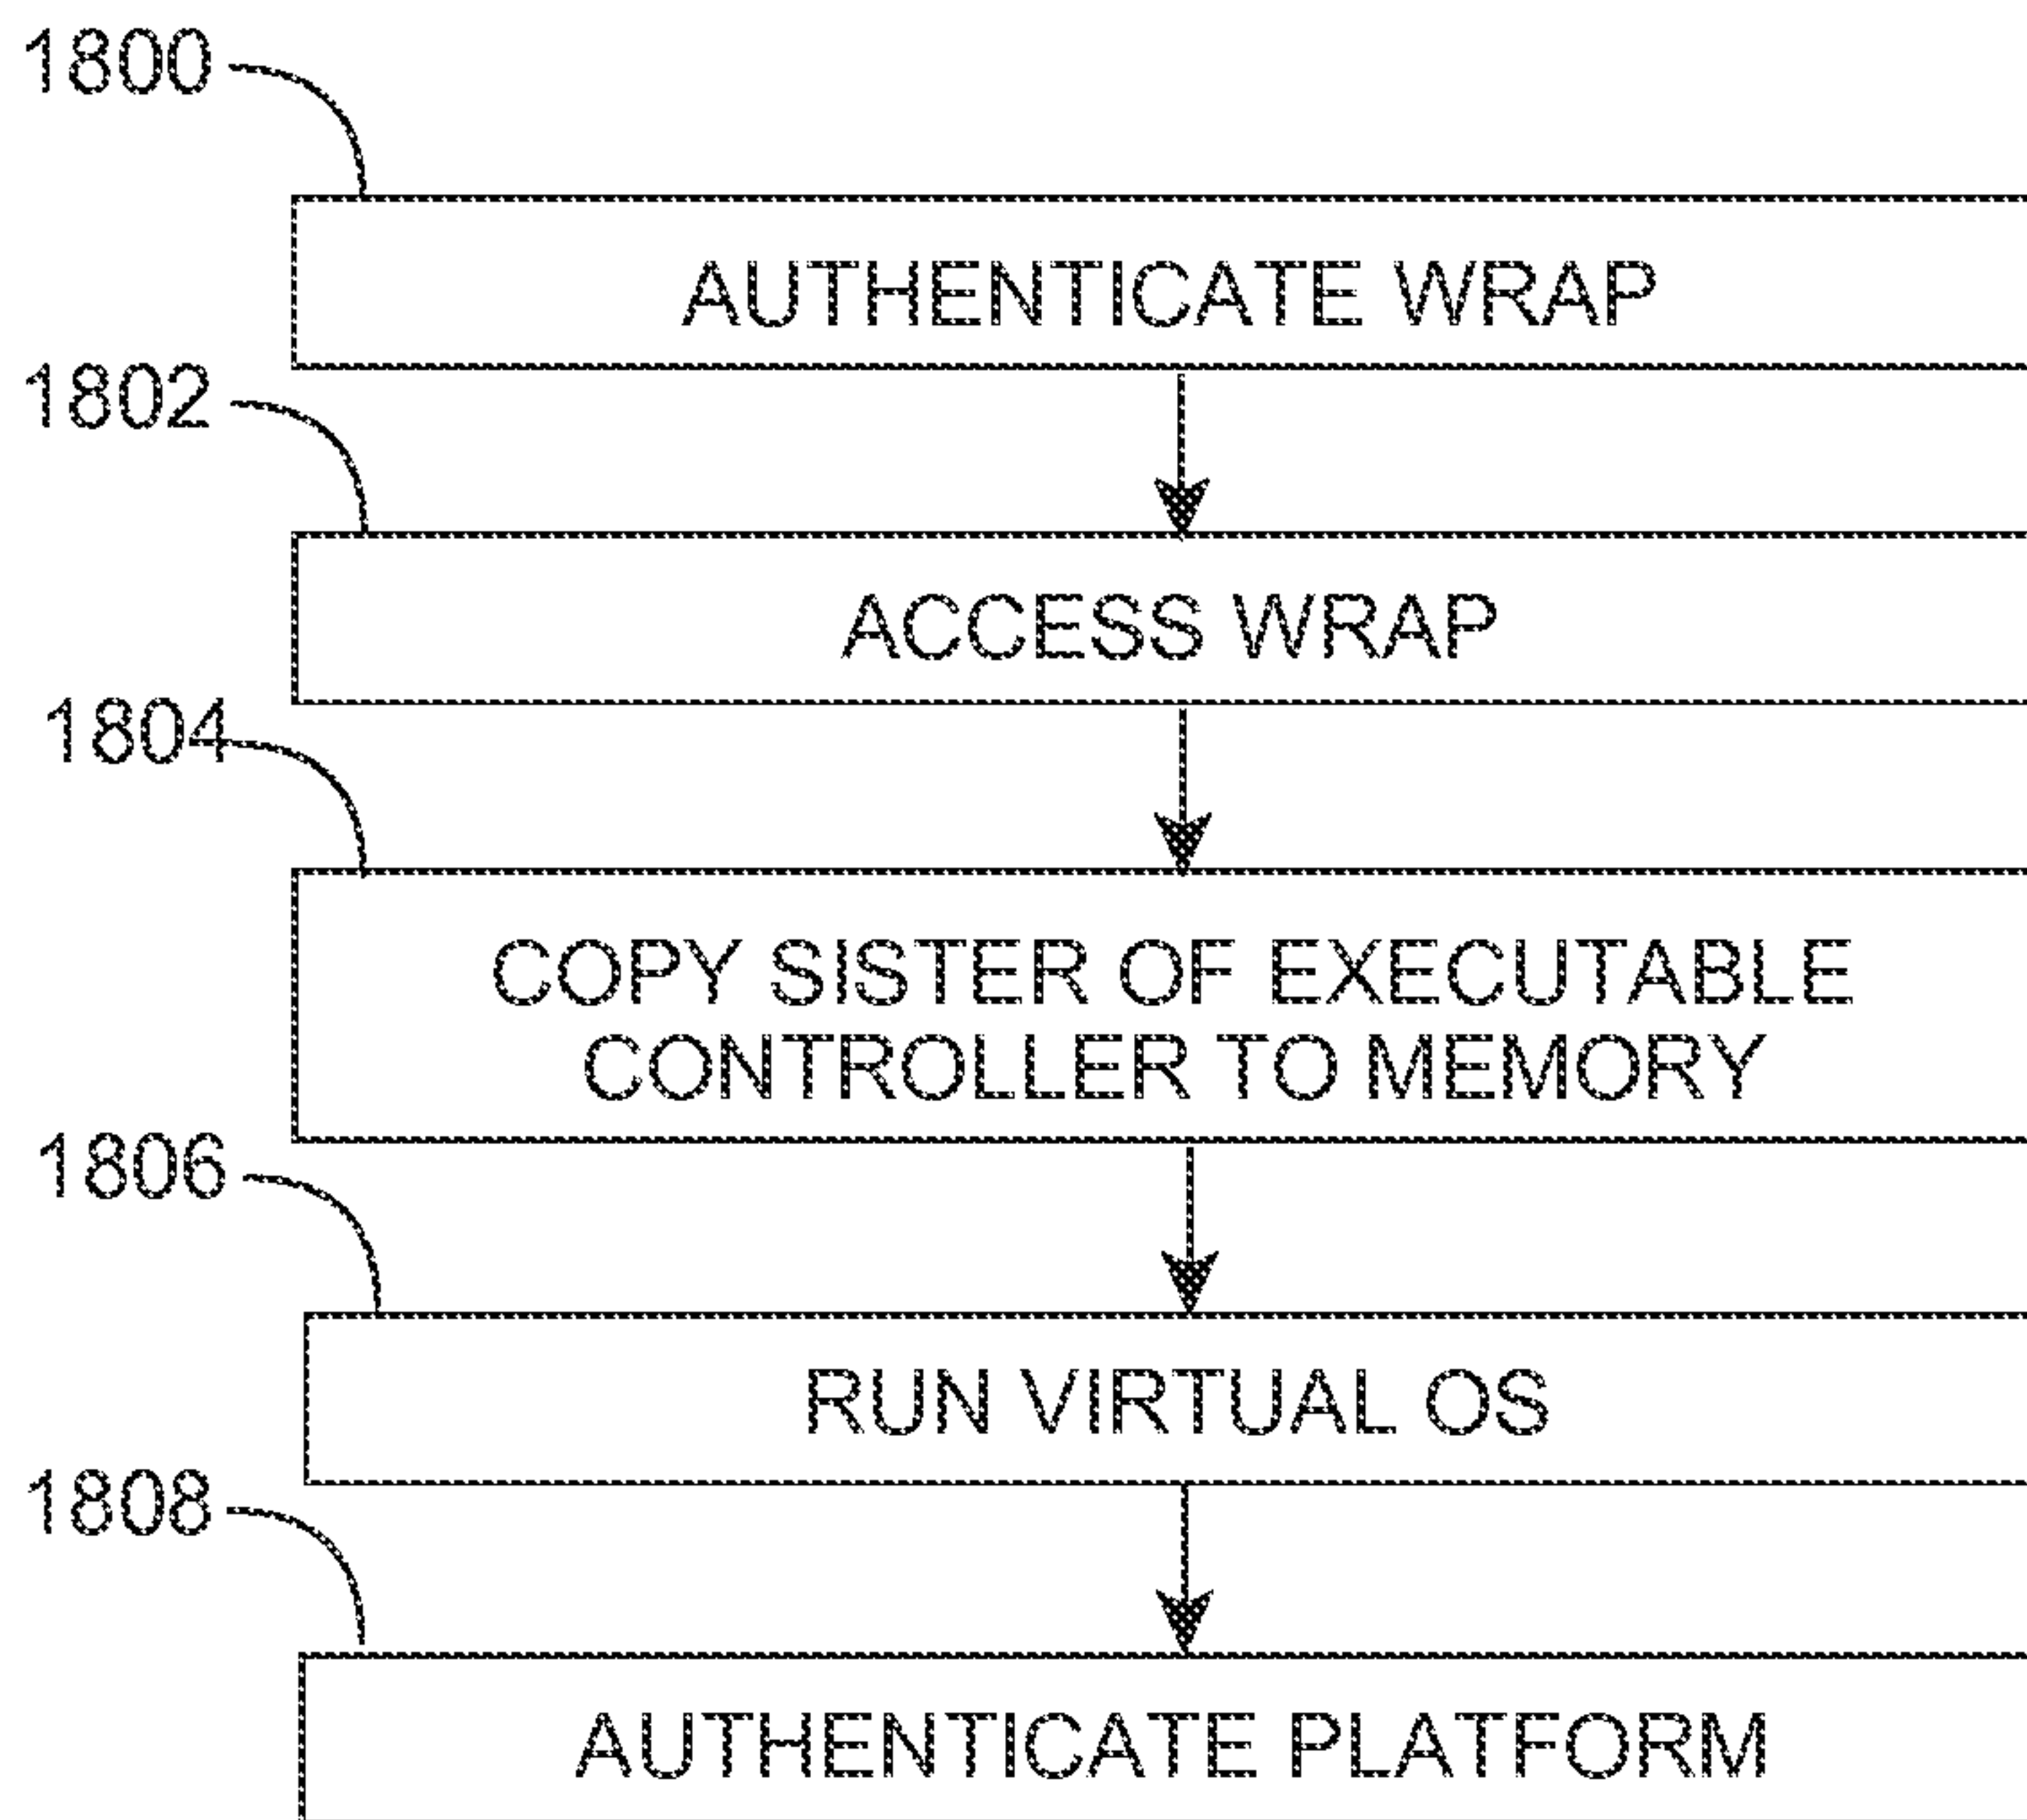 1800
AUTHENTICATE WRAP
1802
ACCESS WRAP
1804
COPY SISTER OF EXECUTABLE
CONTROLLER TO MEMORY
1806
RUN VIRTUAL OS
1808
AUTHENTICATE PLATFORM